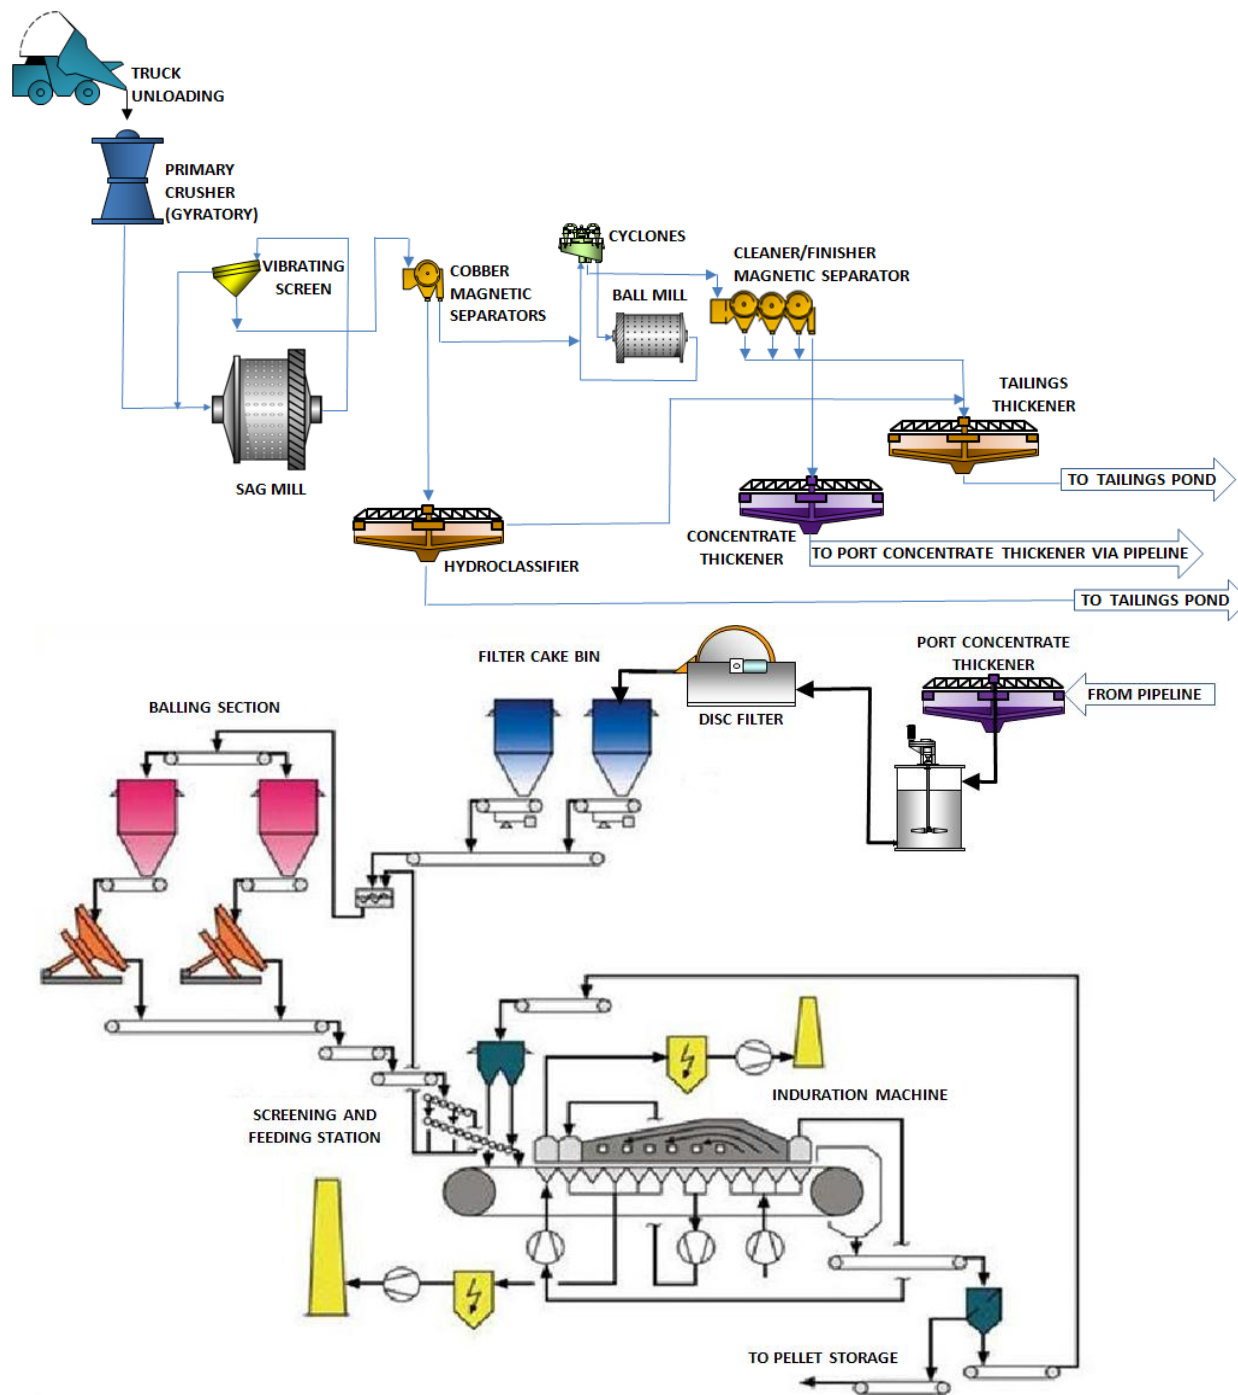 TRUCK
UNLOADING
PRIMARY
CRUSHER
(GYRATORY)
VIBRATING
SCREEN
SAG MILL
COBBER
MAGNETIC
SEPARATORS
CYCLONES
BALL MILL
CLEANER/FINISHER
MAGNETIC SEPARATOR
TAILINGS
THICKENER
TO TAILINGS POND
CONCENTRATE
THICKENER
TO PORT CONCENTRATE THICKENER VIA PIPELINE
HYDROCLASSIFIER
TO TAILINGS POND
PORT CONCENTRATE
THICKENER
FROM PIPELINE
FILTER CAKE BIN
DISC FILTER
BALLING SECTION
SCREENING AND
FEEDING STATION
INDURATION MACHINE
TO PELLET STORAGE